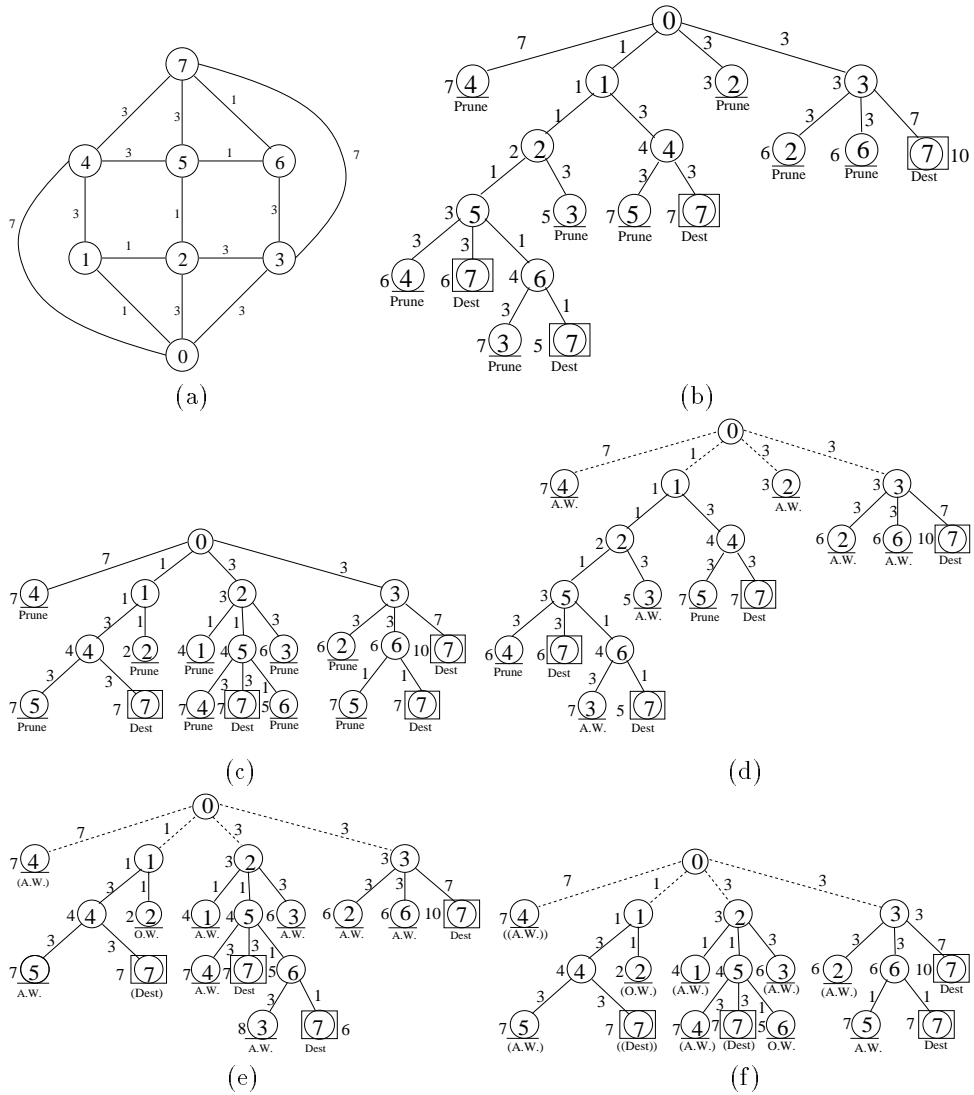 7
3 3 1
7
4 3 5 1 6
7
3 1 3
1 1 2 3 3
1 3 3
0
(a)
0
7 1 3 3
7 4 1 1 3 2 3 3
Prune Prune
1 3 3 3 7
2 2 4 4 6 2 6 6 7 10
Prune Prune Dest
1 3 3 3
3 5 5 3 7 5 7 7
Prune Prune Dest
3 3 1
6 4 6 7 4 6
Prune Dest
3 1
7 3 5 7
Prune Dest
(b)
0
7 1 3 3
7 4 1 1 3 2 3
Prune
3 1 3 1 3 3 3 7
4 4 2 2 4 1 4 5 6 3 6 2 6 6 10 7
Prune Prune Prune Prune Dest
3 3 3 3 1 1 1
7 5 7 7 7 4 7 7 5 6 7 5 7 7
Prune Dest Prune Dest Prune Prune Dest
(c)
0
7 1 3 3
7 4 1 1 3 2 3 3
A.W. A.W.
1 3 3 3 7
2 2 4 4 6 2 6 6 10 7
A.W. A.W. Dest
1 3 3 3
3 5 5 3 7 5 7 7
A.W. Prune Dest
3 3 1
6 4 6 7 4 6
Prune Dest
3 1
7 3 5 7
A.W. Dest
(d)
0
7 1 3 3
7 4 1 1 3 2 3 3
(A.W.)
3 1 3 1 3 3 3 7
4 4 2 2 4 1 4 5 6 3 6 2 6 6 10 7
O.W. A.W. A.W. A.W. A.W. Dest
3 3 3 3 1
7 5 7 7 7 4 7 7 5 6
A.W. (Dest) A.W. Dest
3 1
8 3 7 6
A.W. Dest
(e)
0
7 1 3 3
7 4 1 1 3 2 3 3
((A.W.))
3 1 3 1 3 3 3 7
4 4 2 2 4 1 4 5 6 3 6 2 6 6 10 7
(O.W.) (A.W.) (A.W.) (A.W.) Dest
3 3 3 3 1 1 1
7 5 7 7 7 4 7 7 5 6 7 5 7 7
(A.W.) ((Dest)) (A.W.) (Dest) O.W. A.W. Dest
(f)